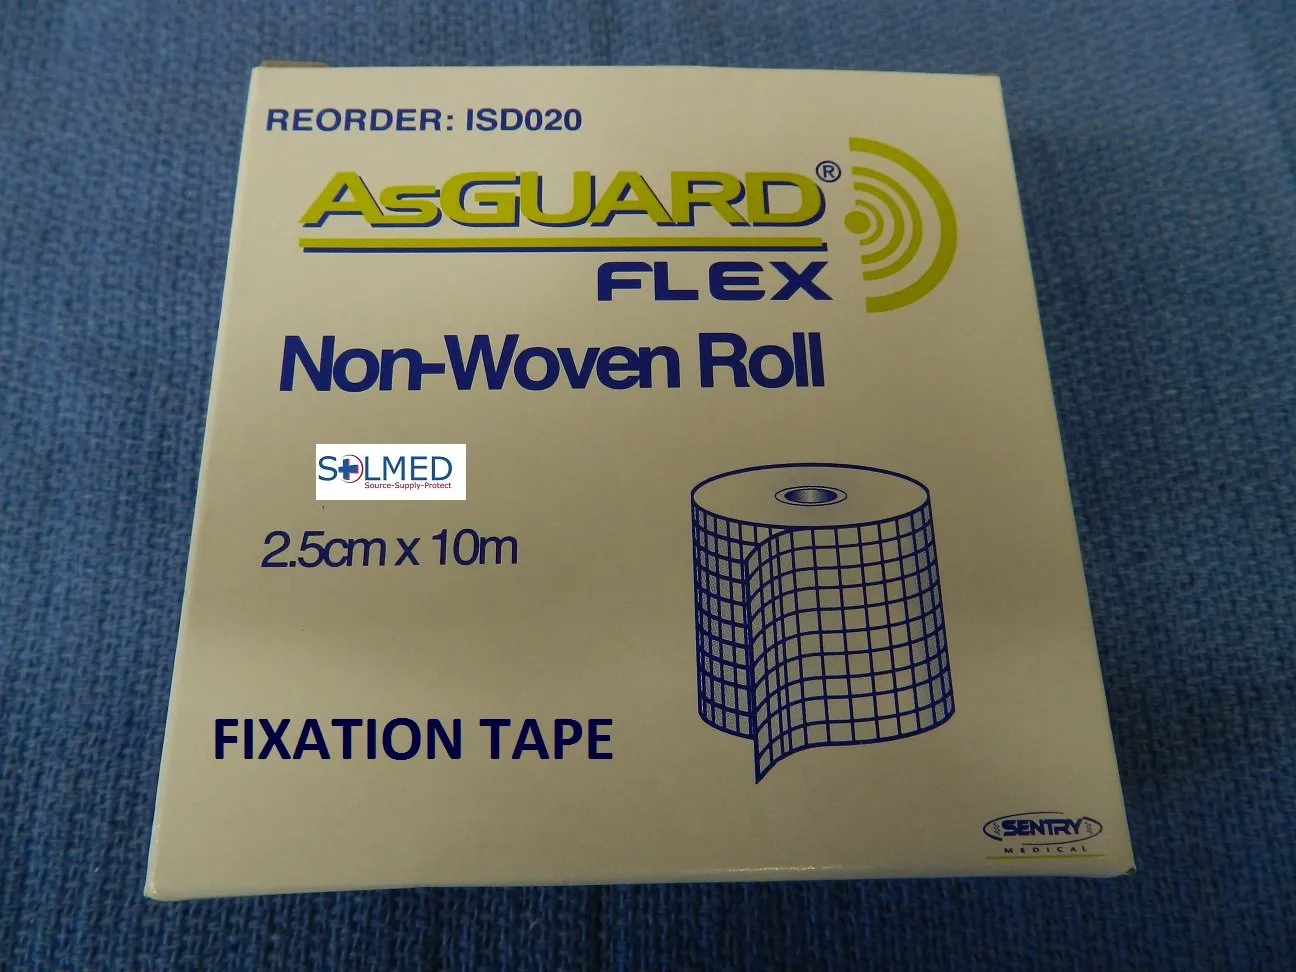 REORDER: ISD020
ASGUARD®
FLEX
Non-Woven Roll
SOLMED
Source-Supply-Protect
2.5cm x 10m
FIXATION TAPE
SENTRY
MEDICAL